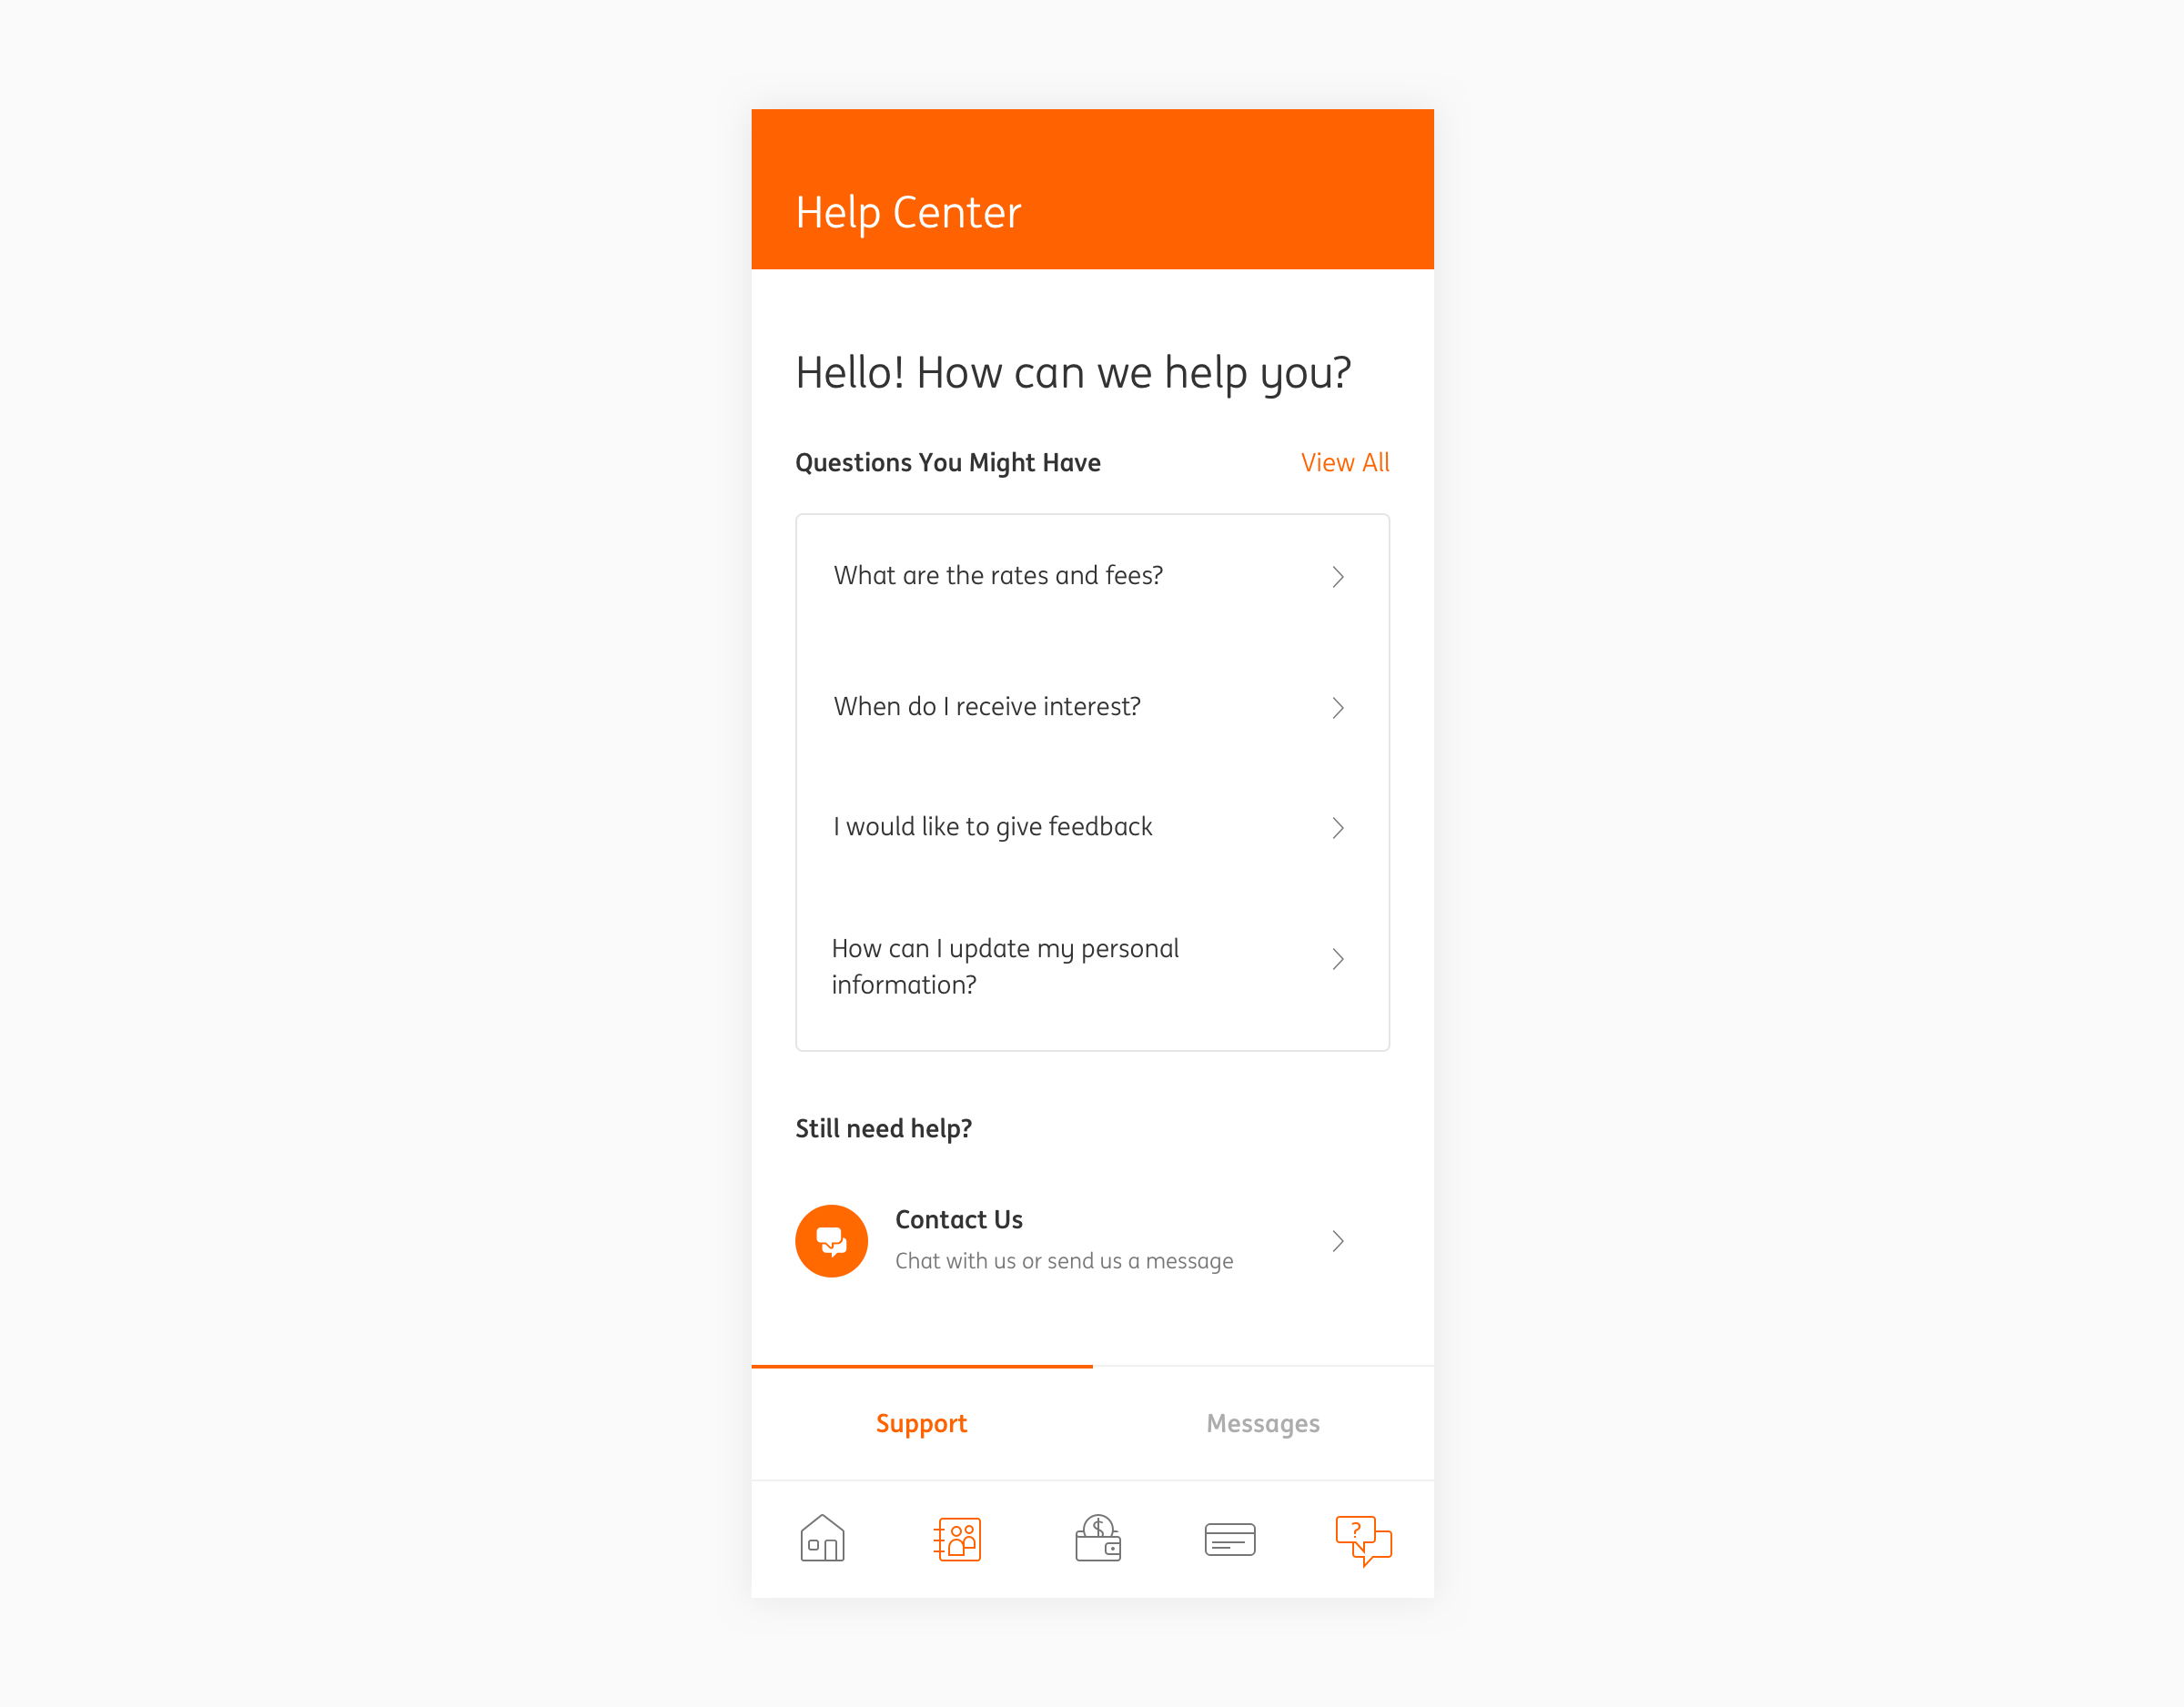 Help Center
Hello! How can we help you?
Questions You Might Have
View All
What are the rates and fees?
When do I receive interest?
I would like to give feedback
How can I update my personal
information?
Still need help?
Contact Us
Chat with us or send us a message
Support
Messages
$
?